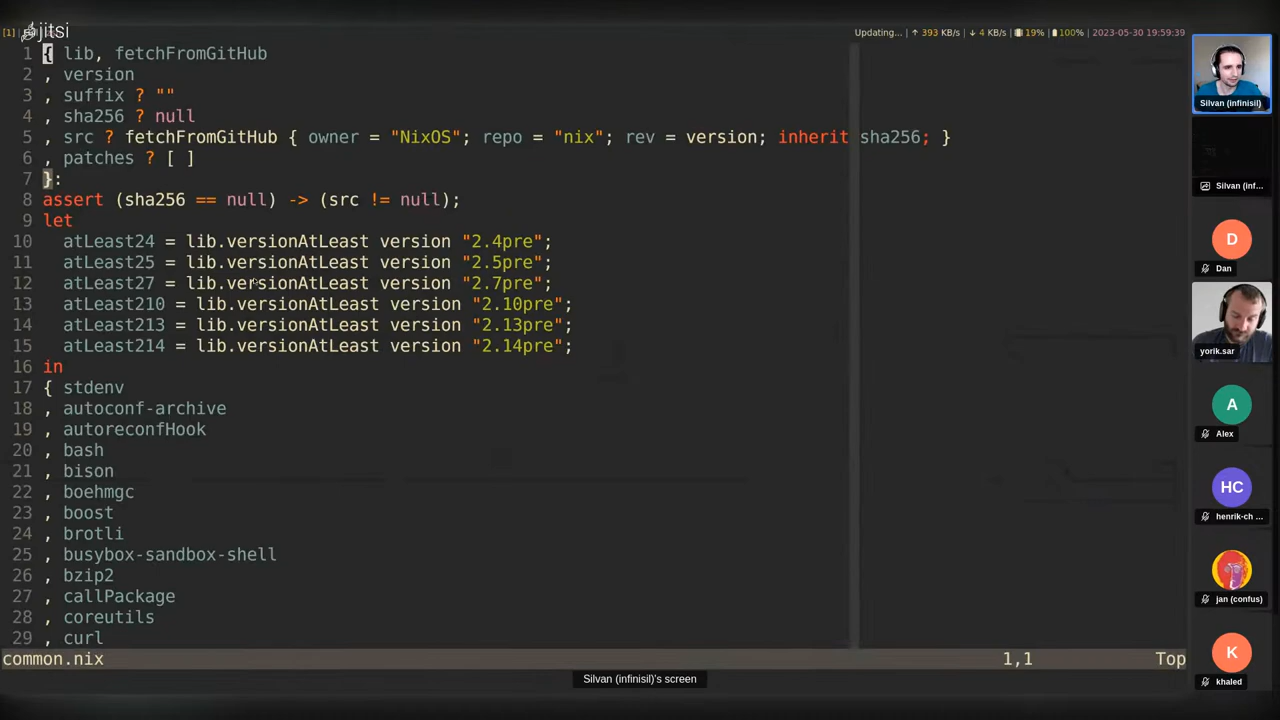 jitsi
[1]
Updating... | ↑ 393 KB/s | ↓ 4 KB/s | 19% | 100% | 2023-05-30 19:59:39
1 { lib, fetchFromGitHub
2 , version
3 , suffix ? ""
4 , sha256 ? null
5 , src ? fetchFromGitHub { owner = "NixOS"; repo = "nix"; rev = version; inherit sha256; }
6 , patches ? [ ]
7 }:
8 assert (sha256 == null) -> (src != null);
9 let
10 atLeast24 = lib.versionAtLeast version "2.4pre";
11 atLeast25 = lib.versionAtLeast version "2.5pre";
12 atLeast27 = lib.versionAtLeast version "2.7pre";
13 atLeast210 = lib.versionAtLeast version "2.10pre";
14 atLeast213 = lib.versionAtLeast version "2.13pre";
15 atLeast214 = lib.versionAtLeast version "2.14pre";
16 in
17 { stdenv
18 , autoconf-archive
19 , autoreconfHook
20 , bash
21 , bison
22 , boehmgc
23 , boost
24 , brotli
25 , busybox-sandbox-shell
26 , bzip2
27 , callPackage
28 , coreutils
29 , curl
common.nix 1,1 Top
Silvan (infinisil)'s screen
Silvan (infinisil)
Silvan (inf...
D
Dan
yorik.sar
A
Alex
HC
henrik-ch ...
jan (confus)
K
khaled